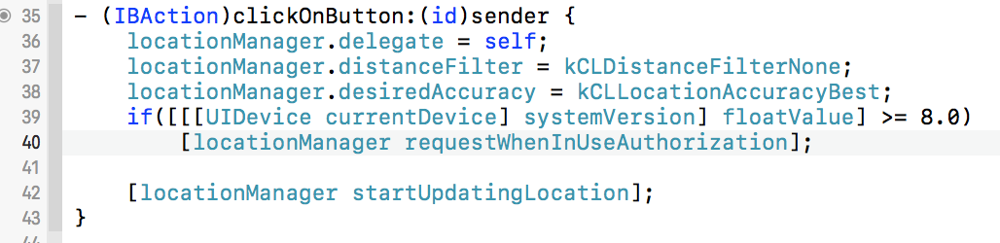 35 - (IBAction)clickOnButton:(id)sender {
36     locationManager.delegate = self;
37     locationManager.distanceFilter = kCLDistanceFilterNone;
38     locationManager.desiredAccuracy = kCLLocationAccuracyBest;
39     if([[[UIDevice currentDevice] systemVersion] floatValue] >= 8.0)
40         [locationManager requestWhenInUseAuthorization];
41
42     [locationManager startUpdatingLocation];
43 }
44